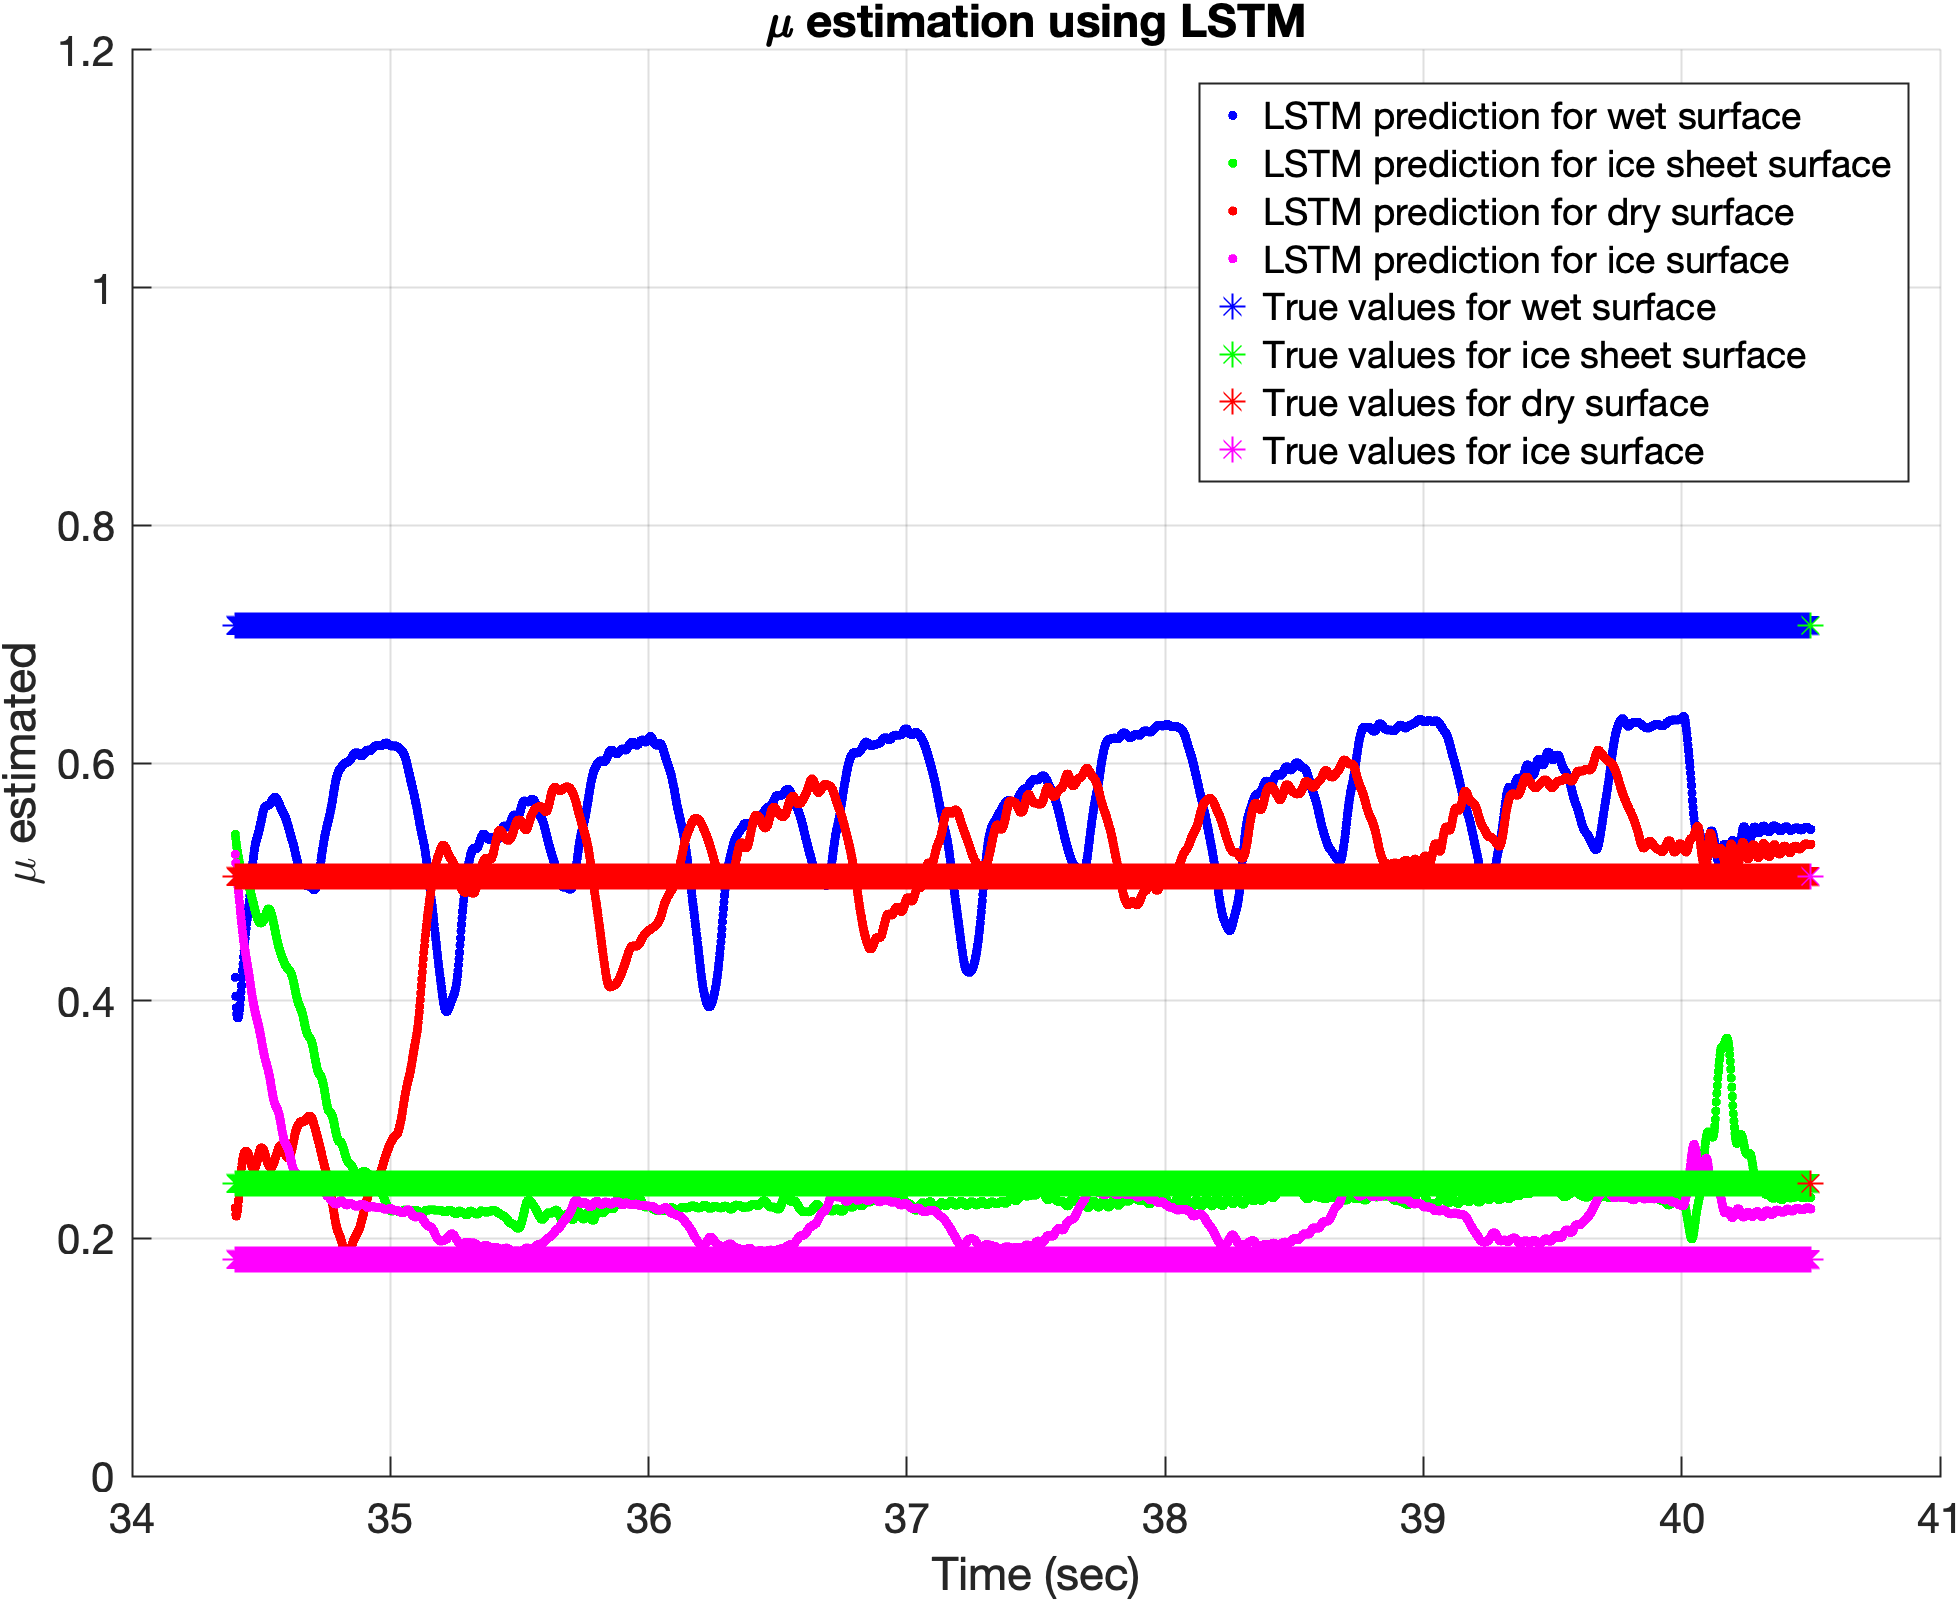 μ estimation using LSTM
1.2
1
0.8
0.6
0.4
0.2
0
μ estimated
LSTM prediction for wet surface
LSTM prediction for ice sheet surface
LSTM prediction for dry surface
LSTM prediction for ice surface
True values for wet surface
True values for ice sheet surface
True values for dry surface
True values for ice surface
34 35 36 37 38 39 40 41
Time (sec)